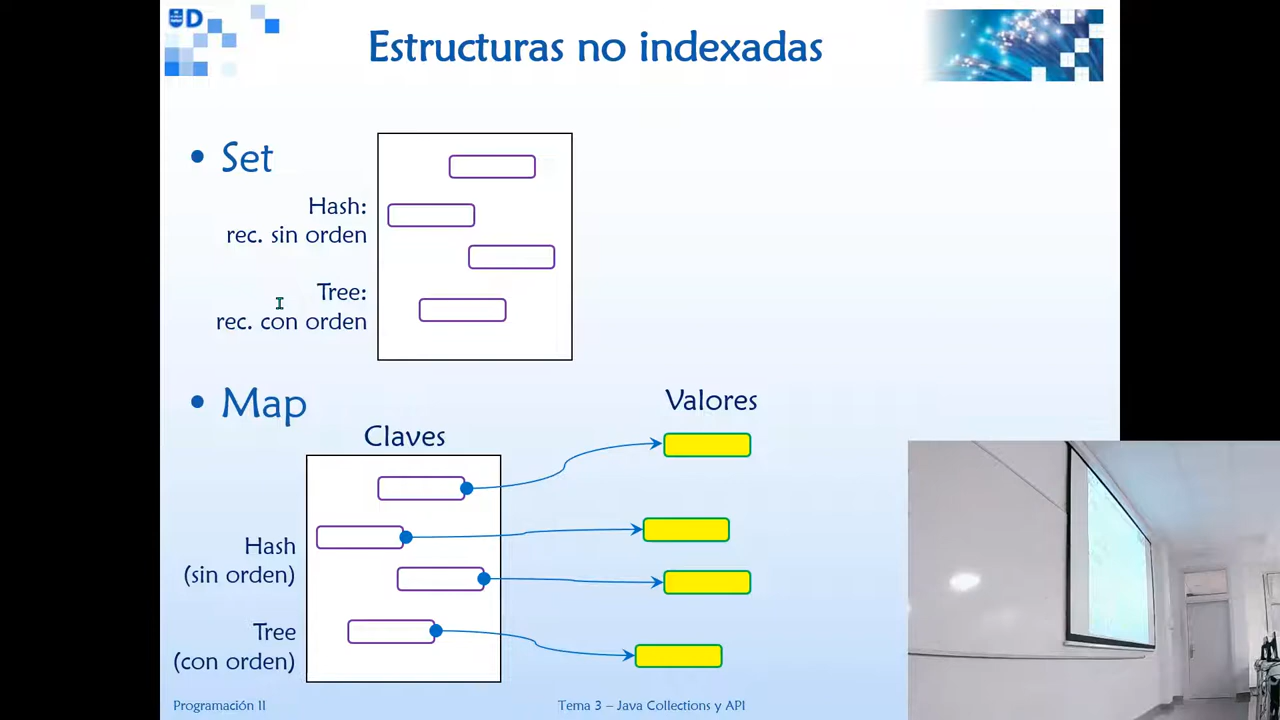 D
Estructuras no indexadas
• Set
Hash:
rec. sin orden
Tree:
rec. con orden
• Map
Claves
Valores
Hash
(sin orden)
Tree
(con orden)
Programación II
Tema 3 – Java Collections y API